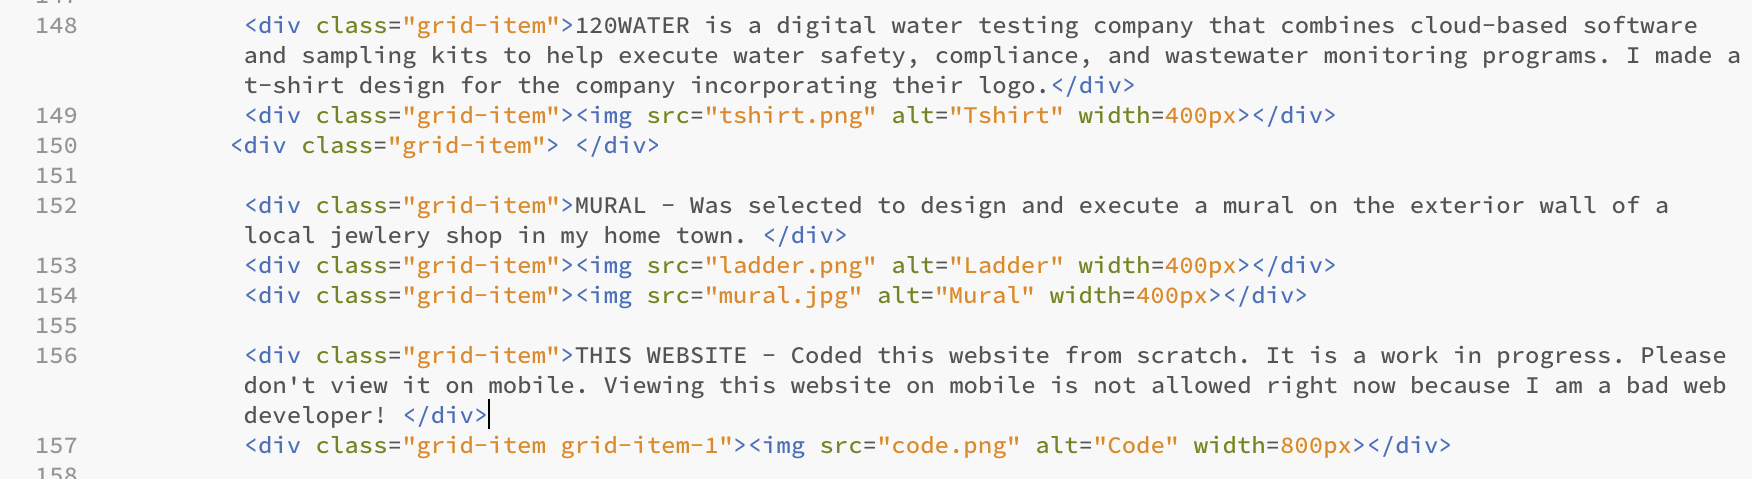 147
148 <div class="grid-item">120WATER is a digital water testing company that combines cloud-based software
and sampling kits to help execute water safety, compliance, and wastewater monitoring programs. I made a
t-shirt design for the company incorporating their logo.</div>
149 <div class="grid-item"><img src="tshirt.png" alt="Tshirt" width=400px></div>
150 <div class="grid-item"> </div>
151
152 <div class="grid-item">MURAL - Was selected to design and execute a mural on the exterior wall of a
local jewlery shop in my home town. </div>
153 <div class="grid-item"><img src="ladder.png" alt="Ladder" width=400px></div>
154 <div class="grid-item"><img src="mural.jpg" alt="Mural" width=400px></div>
155
156 <div class="grid-item">THIS WEBSITE - Coded this website from scratch. It is a work in progress. Please
don't view it on mobile. Viewing this website on mobile is not allowed right now because I am a bad web
developer! </div>
157 <div class="grid-item grid-item-1"><img src="code.png" alt="Code" width=800px></div>
158